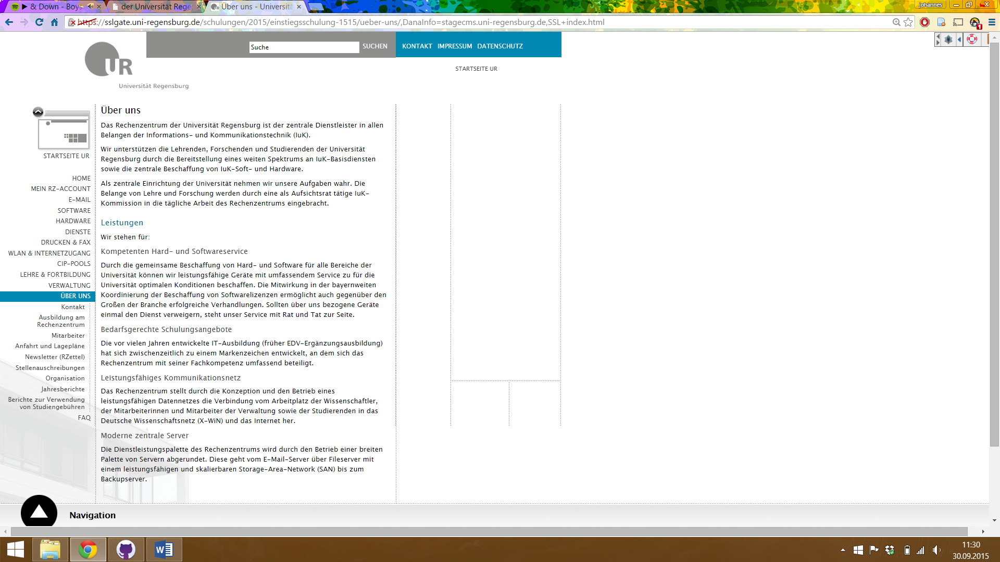 & Down - Boys
der Universität Rege
Über uns - Universitä
johannes
https://sslgate.uni-regensburg.de/schulungen/2015/einstiegsschulung-1515/ueber-uns/,DanaInfo=stagecms.uni-regensburg.de,SSL+index.html
1
Suche
SUCHEN
KONTAKT IMPRESSUM DATENSCHUTZ
STARTSEITE UR
UR
Universität Regensburg
STARTSEITE UR
HOME
MEIN RZ-ACCOUNT
E-MAIL
SOFTWARE
HARDWARE
DIENSTE
DRUCKEN & FAX
WLAN & INTERNETZUGANG
CIP-POOLS
LEHRE & FORTBILDUNG
VERWALTUNG
ÜBER UNS
Kontakt
Ausbildung am
Rechenzentrum
Mitarbeiter
Anfahrt und Lagepläne
Newsletter (RZettel)
Stellenauschreibungen
Organisation
Jahresberichte
Berichte zur Verwendung
von Studiengebühren
FAQ
Über uns
Das Rechenzentrum der Universität Regensburg ist der zentrale Dienstleister in allen
Belangen der Informations- und Kommunikationstechnik (IuK).
Wir unterstützen die Lehrenden, Forschenden und Studierenden der Universität
Regensburg durch die Bereitstellung eines weiten Spektrums an IuK-Basisdiensten
sowie die zentrale Beschaffung von IuK-Soft- und Hardware.
Als zentrale Einrichtung der Universität nehmen wir unsere Aufgaben wahr. Die
Belange von Lehre und Forschung werden durch eine als Aufsichtsrat tätige IuK-
Kommission in die tägliche Arbeit des Rechenzentrums eingebracht.
Leistungen
Wir stehen für:
Kompetenten Hard- und Softwareservice
Durch die gemeinsame Beschaffung von Hard- und Software für alle Bereiche der
Universität können wir leistungsfähige Geräte mit umfassendem Service zu für die
Universität optimalen Konditionen beschaffen. Die Mitwirkung in der bayernweiten
Koordinierung der Beschaffung von Softwarelizenzen ermöglicht auch gegenüber den
Großen der Branche erfolgreiche Verhandlungen. Sollten über uns bezogene Geräte
einmal den Dienst verweigern, steht unser Service mit Rat und Tat zur Seite.
Bedarfsgerechte Schulungsangebote
Die vor vielen Jahren entwickelte IT-Ausbildung (früher EDV-Ergänzungsausbildung)
hat sich zwischenzeitlich zu einem Markenzeichen entwickelt, an dem sich das
Rechenzentrum mit seiner Fachkompetenz umfassend beteiligt.
Leistungsfähiges Kommunikationsnetz
Das Rechenzentrum stellt durch die Konzeption und den Betrieb eines
leistungsfähigen Datennetzes die Verbindung vom Arbeitplatz der Wissenschaftler,
der Mitarbeiterinnen und Mitarbeiter der Verwaltung sowie der Studierenden in das
Deutsche Wissenschaftsnetz (X-WiN) und das Internet her.
Moderne zentrale Server
Die Dienstleistungspalette des Rechenzentrums wird durch den Betrieb einer breiten
Palette von Servern abgerundet. Diese geht vom E-Mail-Server über Fileserver mit
einem leistungsfähigen und skalierbaren Storage-Area-Network (SAN) bis zum
Backupserver.
Navigation
11:30
30.09.2015